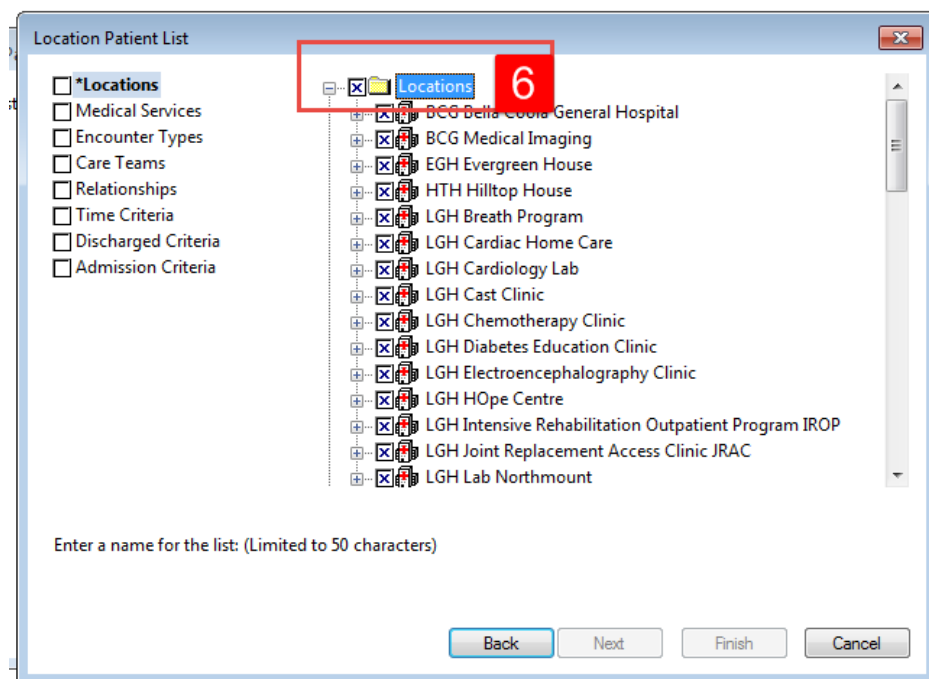 Location Patient List
*Locations
Medical Services
Encounter Types
Care Teams
Relationships
Time Criteria
Discharged Criteria
Admission Criteria
Locations
6
BCG Bella Coola General Hospital
BCG Medical Imaging
EGH Evergreen House
HTH Hilltop House
LGH Breath Program
LGH Cardiac Home Care
LGH Cardiology Lab
LGH Cast Clinic
LGH Chemotherapy Clinic
LGH Diabetes Education Clinic
LGH Electroencephalography Clinic
LGH HOpe Centre
LGH Intensive Rehabilitation Outpatient Program IROP
LGH Joint Replacement Access Clinic JRAC
LGH Lab Northmount
Enter a name for the list: (Limited to 50 characters)
Back Next Finish Cancel